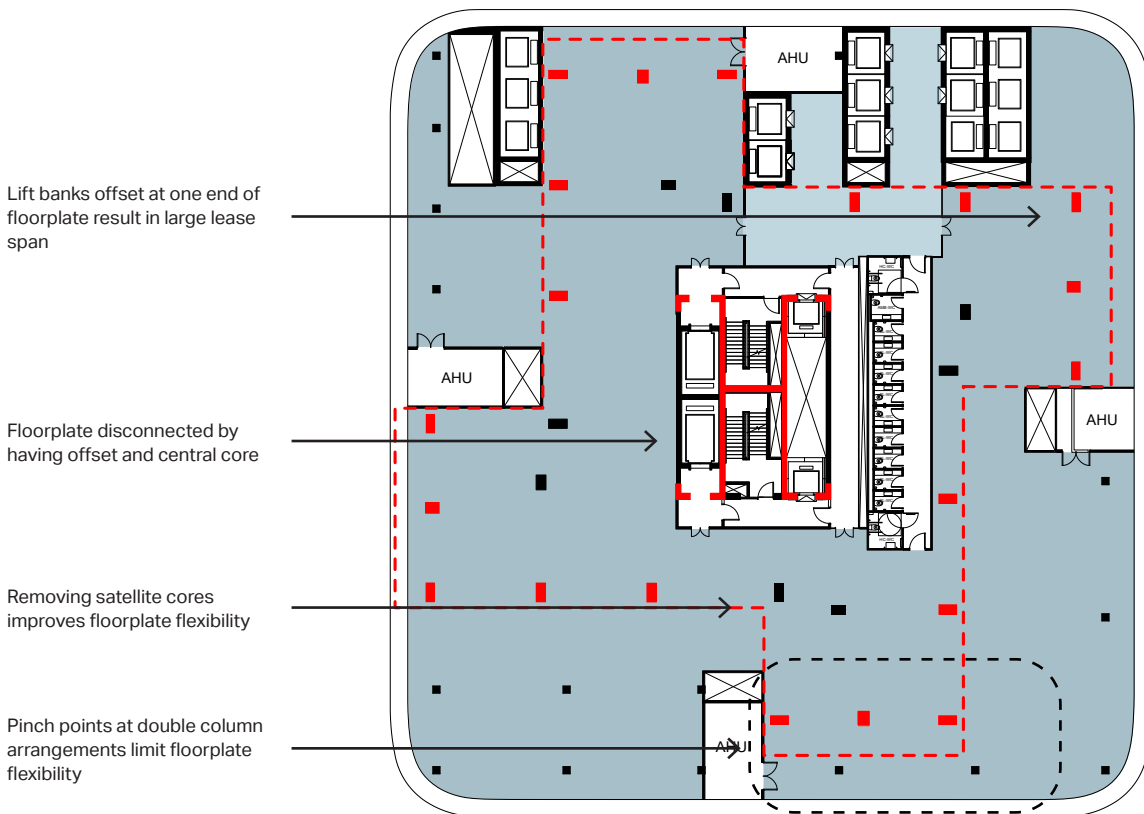 AHU
Lift banks offset at one end of
floorplate result in large lease
span
AHU
AHU
Floorplate disconnected by
having offset and central core
Removing satellite cores
improves floorplate flexibility
Pinch points at double column
arrangements limit floorplate
flexibility
AHU